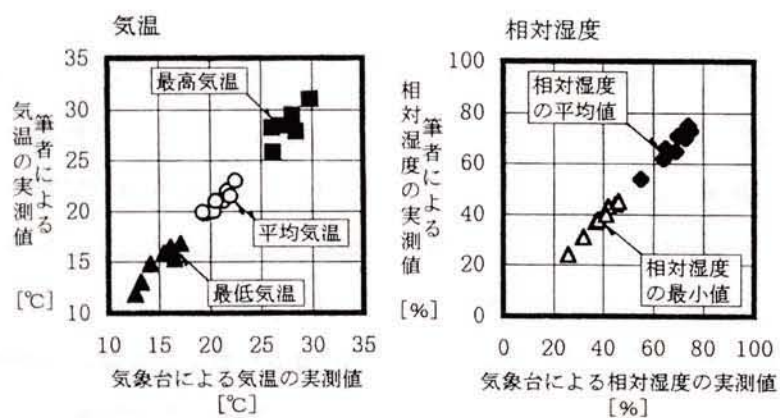 気温
35
30
25
20
15
10
10 15 20 25 30 35
筆者による
気温の実測値
[℃]
最高気温
平均気温
最低気温
気象台による気温の実測値
[℃]
相対湿度
100
80
60
40
20
0
0 20 40 60 80 100
筆者による
相対湿度の実測値
[%]
相対湿度
の平均値
相対湿度
の最小値
気象台による相対湿度の実測値
[%]